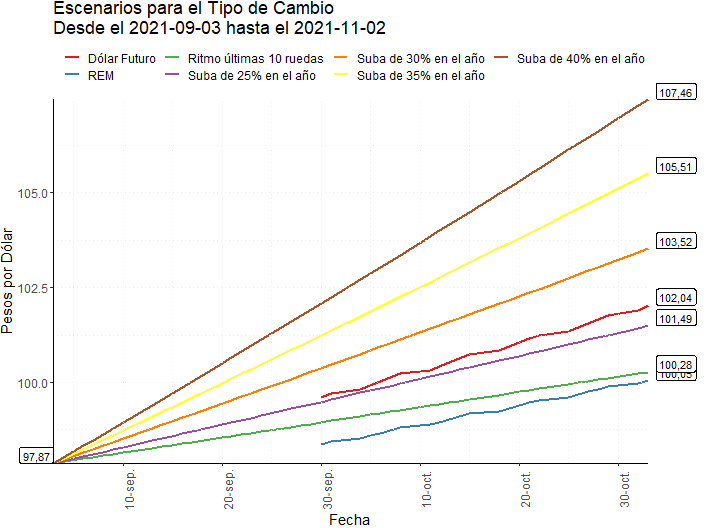 Escenarios para el Tipo de Cambio
Desde el 2021-09-03 hasta el 2021-11-02
Dólar Futuro Ritmo últimas 10 ruedas Suba de 30% en el año Suba de 40% en el año
REM Suba de 25% en el año Suba de 35% en el año
107,46
105,51
105.0
103,52
Pesos por Dólar
102.5
102,04
101,49
100,28
100.0
97,87
10-sep.
20-sep.
30-sep.
10-oct.
20-oct.
30-oct.
Fecha